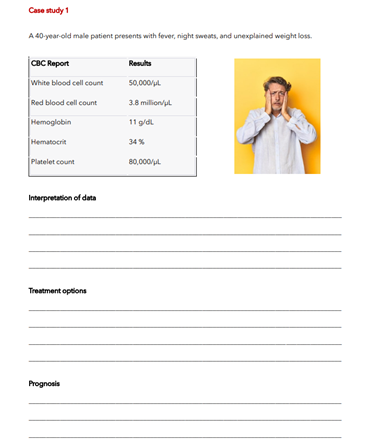 Case study 1
A 40-year-old male patient presents with fever, night sweats, and unexplained weight loss.
CBC Report Results
White blood cell count 50,000/μL
Red blood cell count 3.8 million/μL
Hemoglobin 11 g/dL
Hematocrit 34 %
Platelet count 80,000/μL
Interpretation of data
Treatment options
Prognosis